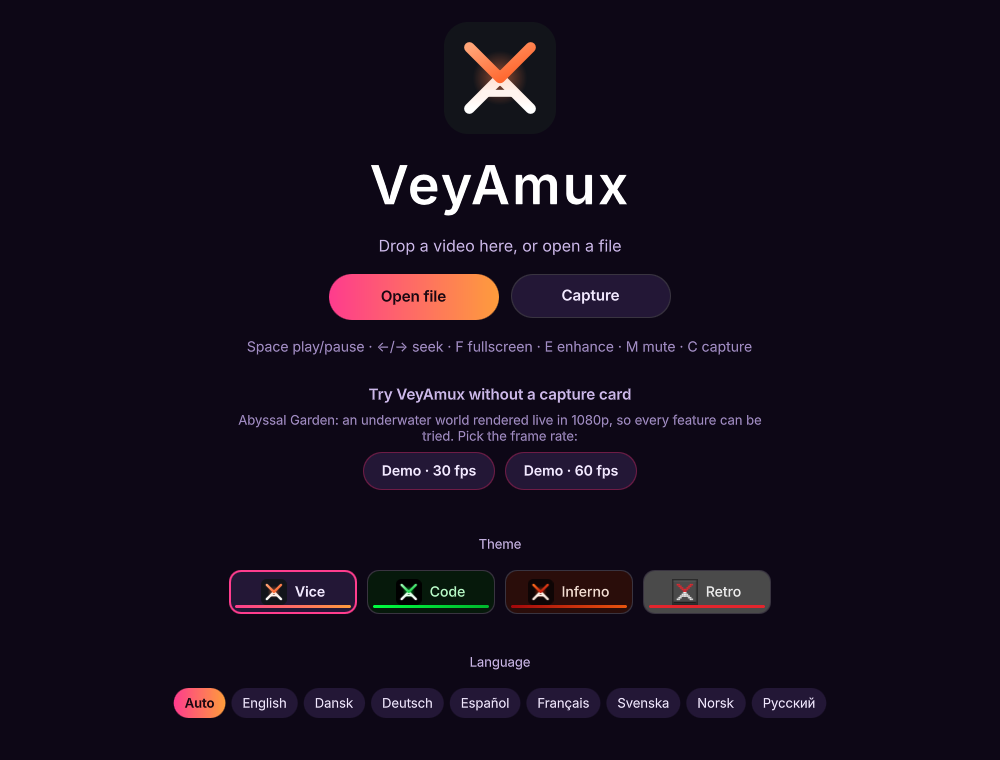 VeyAmux
Drop a video here, or open a file
Open file
Capture
Space play/pause · ←/→ seek · F fullscreen · E enhance · M mute · C capture
Try VeyAmux without a capture card
Abyssal Garden: an underwater world rendered live in 1080p, so every feature can be
tried. Pick the frame rate:
Demo · 30 fps
Demo · 60 fps
Theme
Vice
Code
Inferno
Retro
Language
Auto
English
Dansk
Deutsch
Español
Français
Svenska
Norsk
Русский